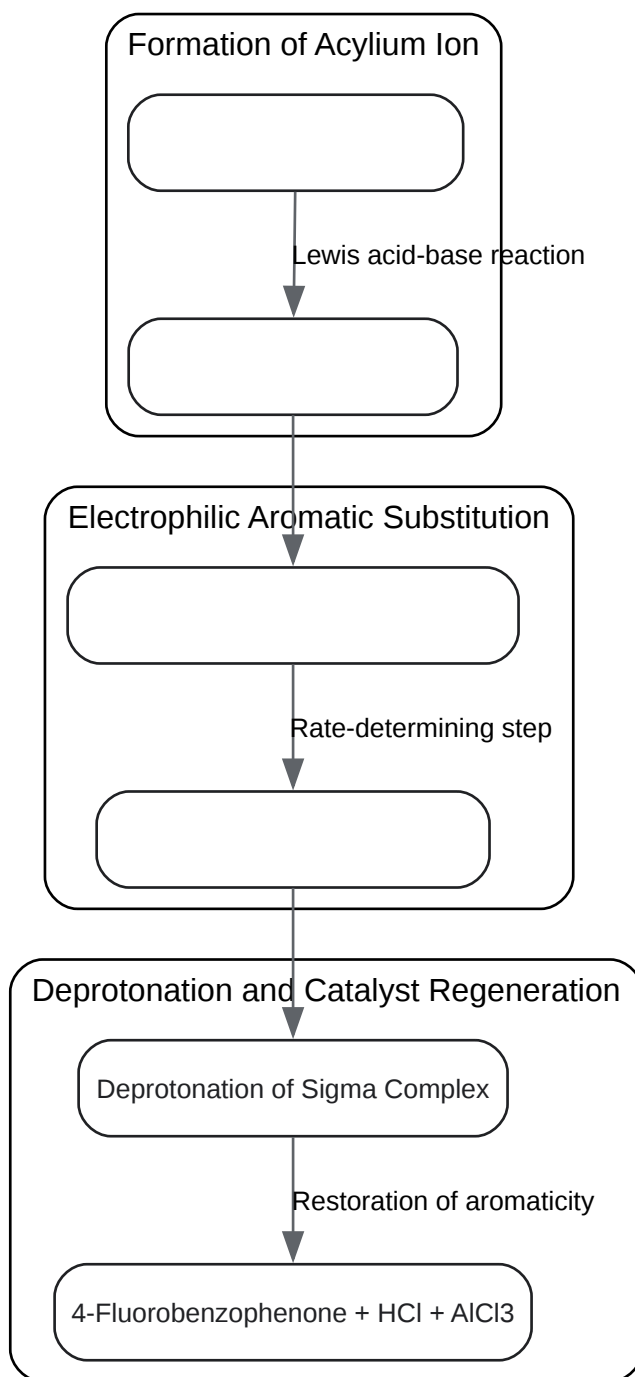 Formation of Acylium Ion
Lewis acid-base reaction
Electrophilic Aromatic Substitution
Rate-determining step
Deprotonation and Catalyst Regeneration
Deprotonation of Sigma Complex
Restoration of aromaticity
4-Fluorobenzophenone + HCl + AlCl3